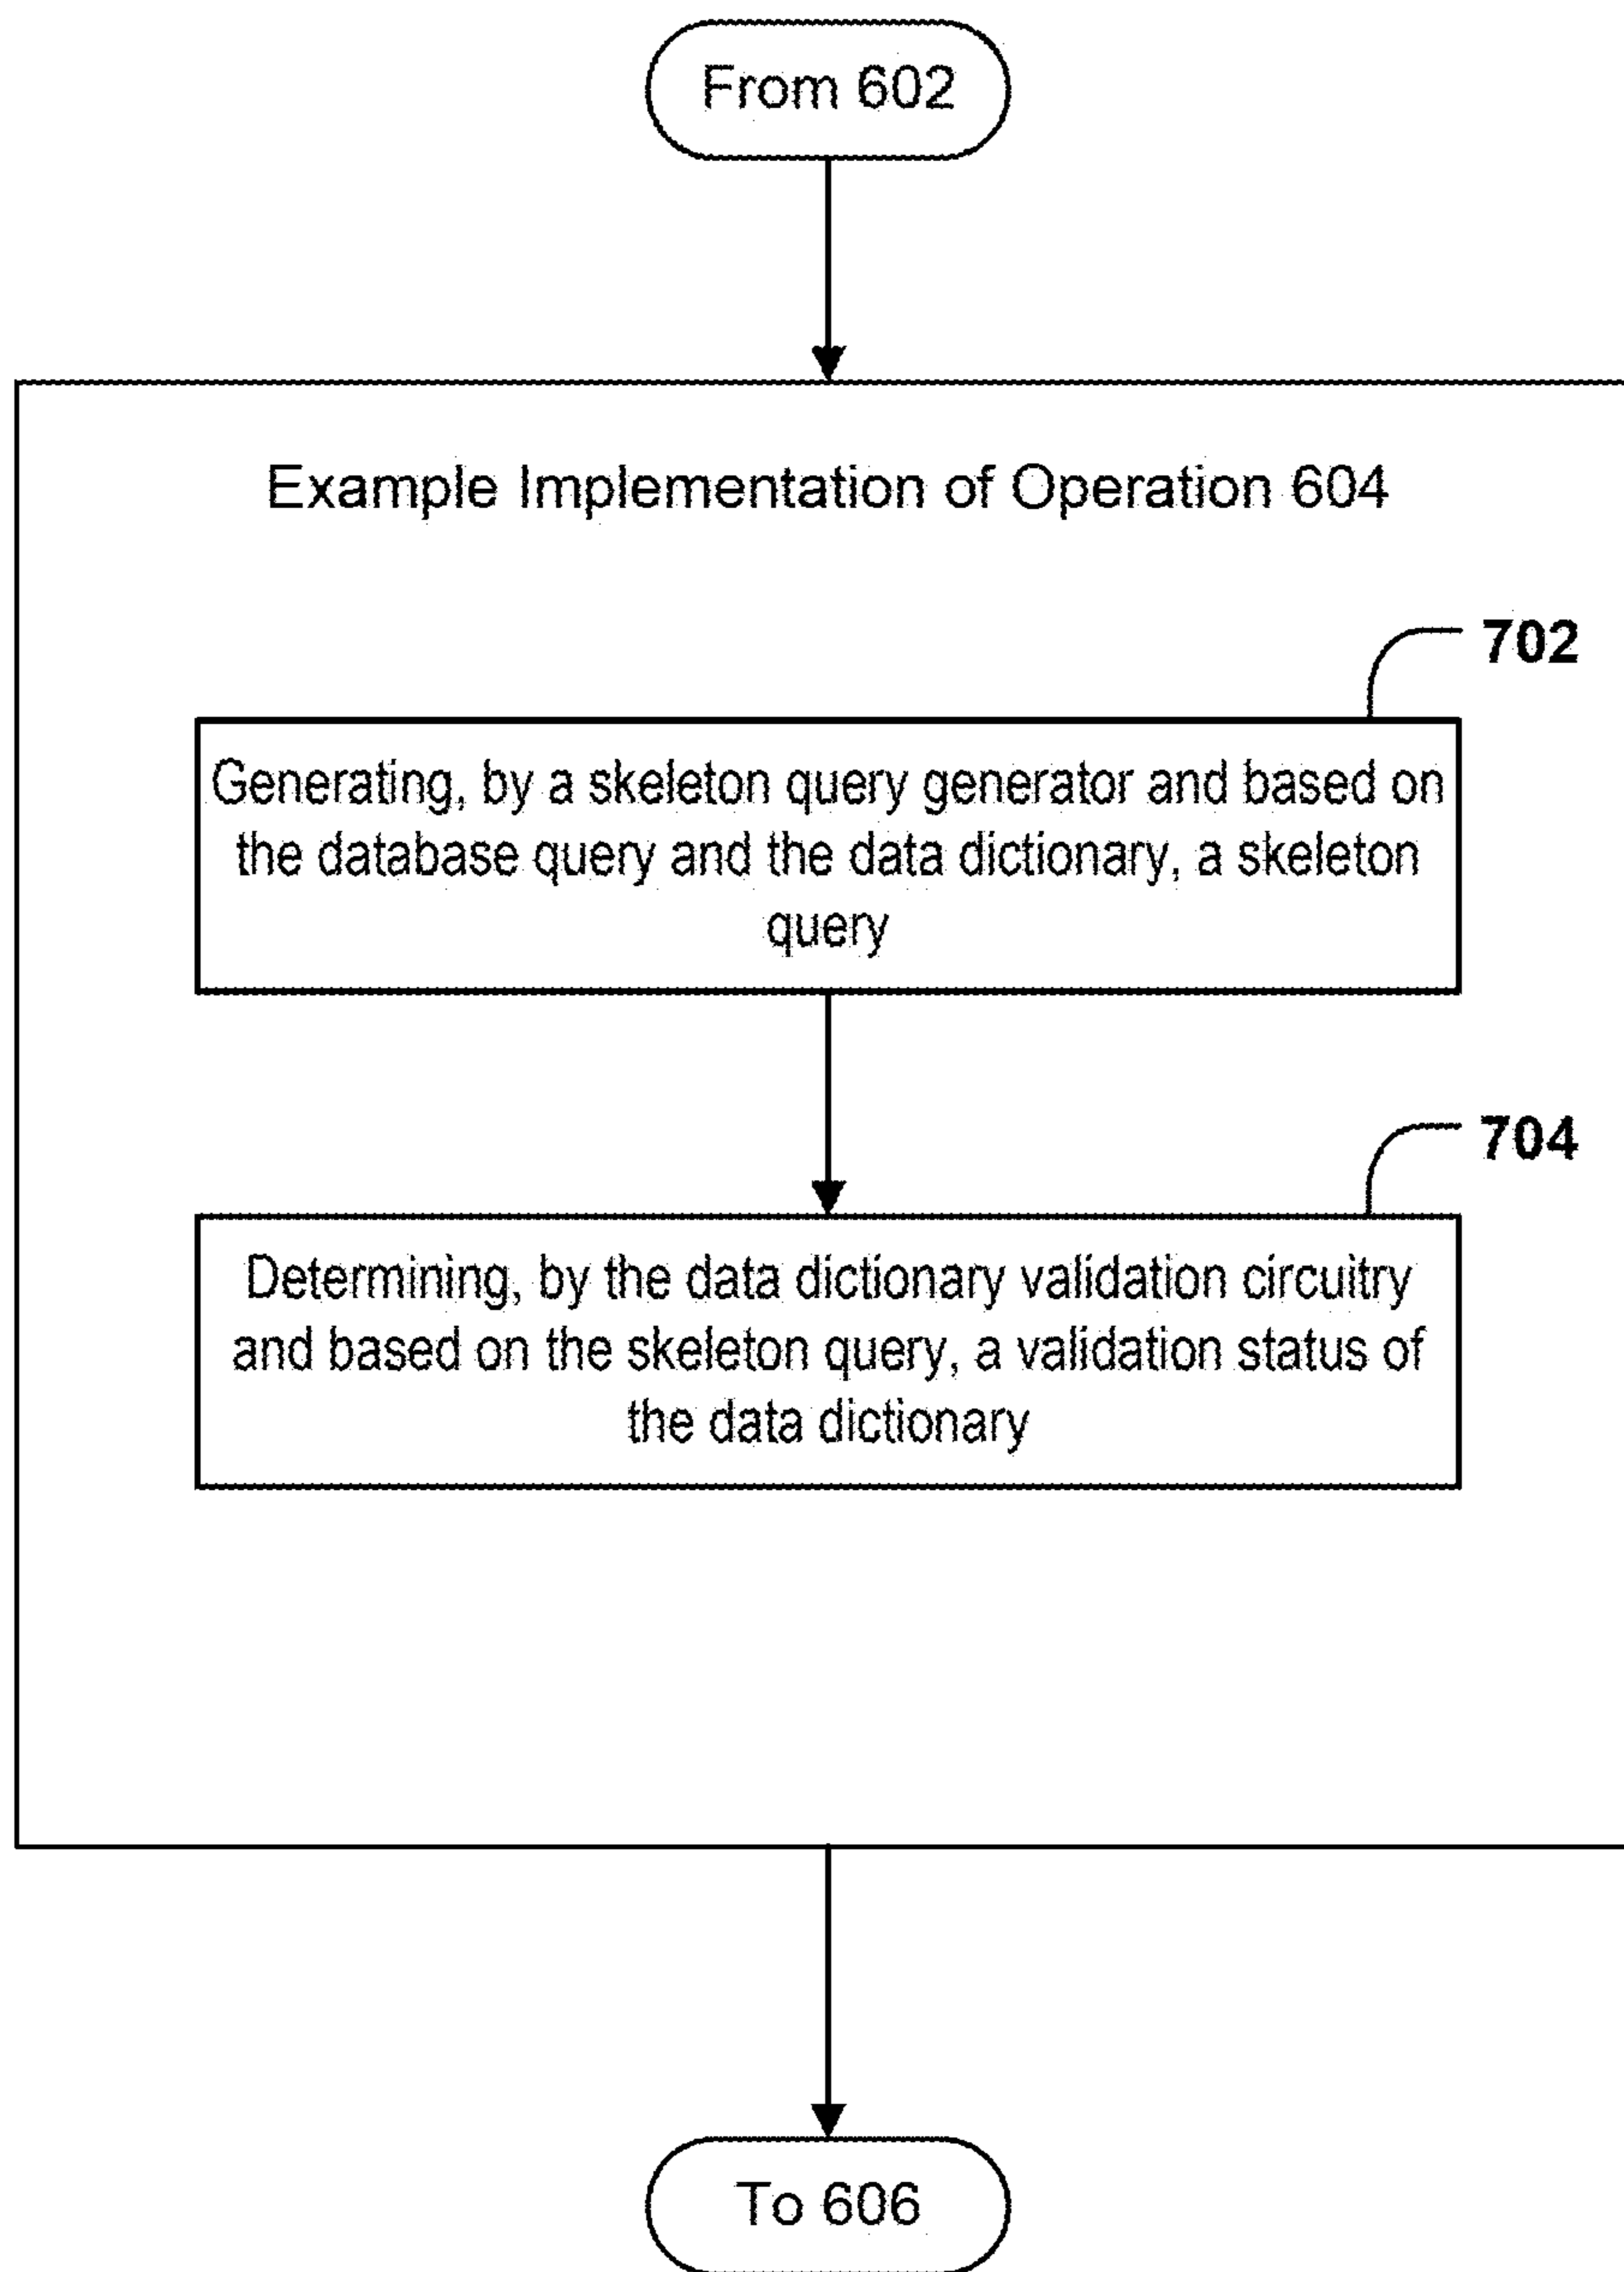 From 602
Example Implementation of Operation 604
702
Generating, by a skeleton query generator and based on
the database query and the data dictionary, a skeleton
query
704
Determining, by the data dictionary validation circuitry
and based on the skeleton query, a validation status of
the data dictionary
To 606